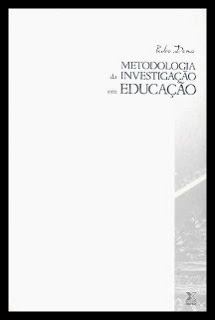 Pedro Demo
METODOLOGIA
da INVESTIGAÇÃO
em EDUCAÇÃO